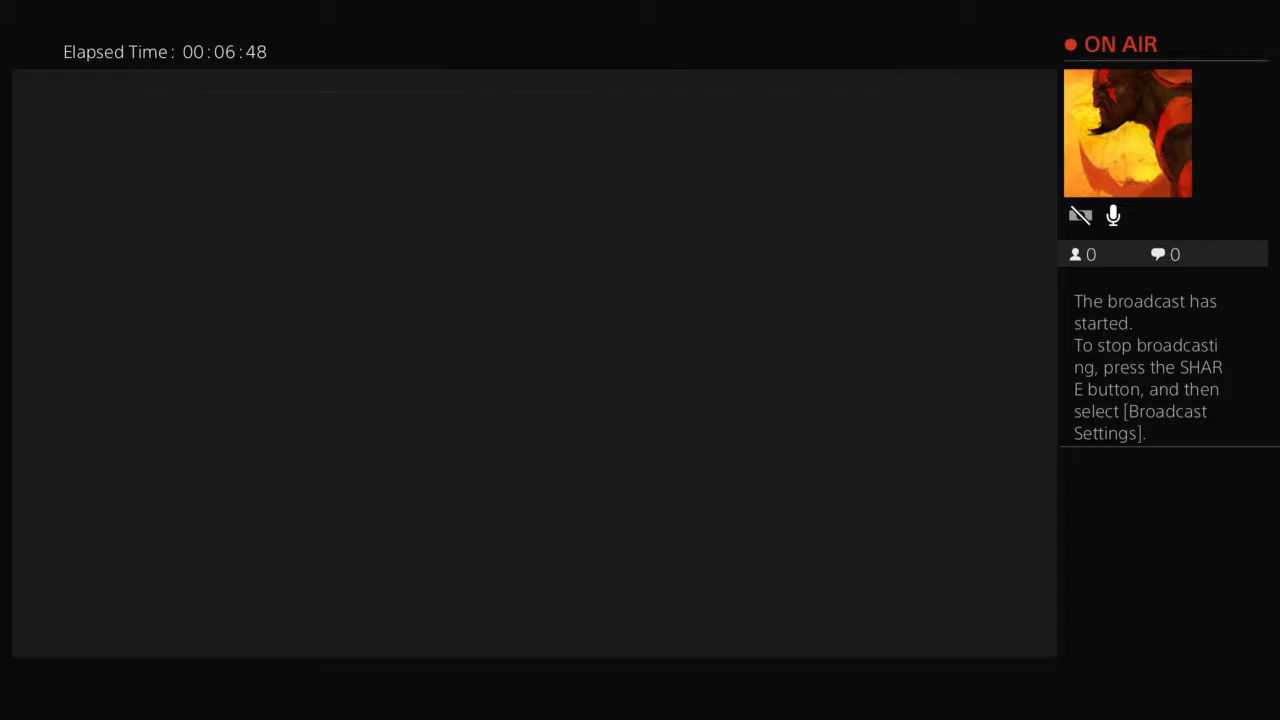 Elapsed Time: 00:06:48
ON AIR
0 0
The broadcast has
started.
To stop broadcasti
ng, press the SHAR
E button, and then
select [Broadcast
Settings].